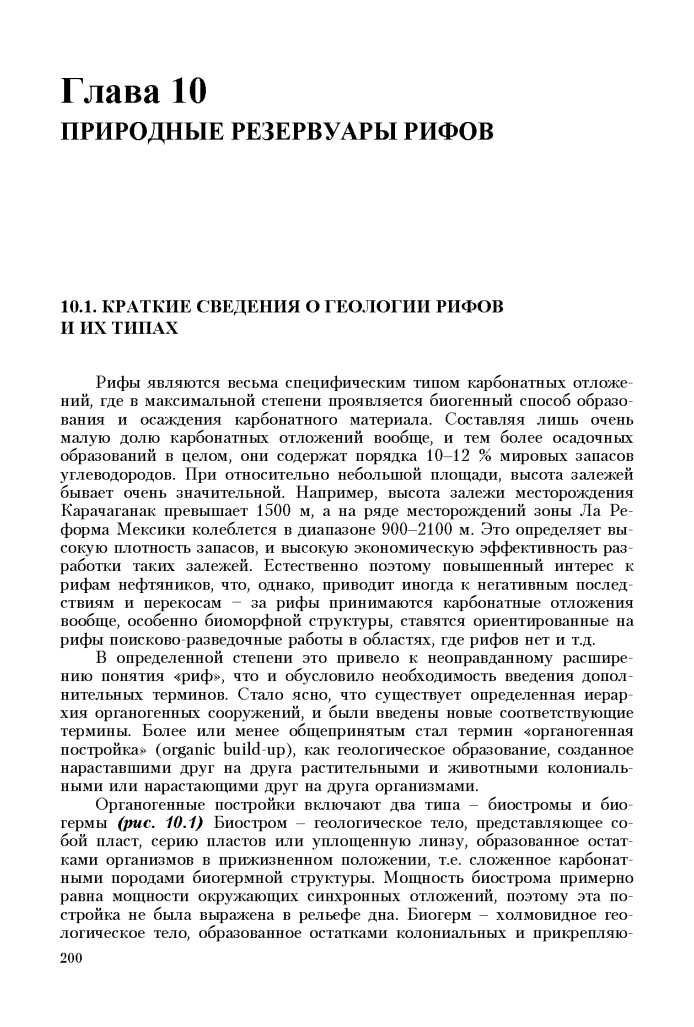 Глава 10
ПРИРОДНЫЕ РЕЗЕРВУАРЫ РИФОВ
10.1. КРАТКИЕ СВЕДЕНИЯ О ГЕОЛОГИИ РИФОВ
И ИХ ТИПАХ
Рифы являются весьма специфическим типом карбонатных отложе-
ний, где в максимальной степени проявляется биогенный способ образо-
вания и осаждения карбонатного материала. Составляя лишь очень
малую долю карбонатных отложений вообще, и тем более осадочных
образований в целом, они содержат порядка 10–12 % мировых запасов
углеводородов. При относительно небольшой площади, высота залежей
бывает очень значительной. Например, высота залежи месторождения
Карачаганак превышает 1500 м, а на ряде месторождений зоны Ла Ре-
форма Мексики колеблется в диапазоне 900–2100 м. Это определяет вы-
сокую плотность запасов, и высокую экономическую эффективность раз-
работки таких залежей. Естественно поэтому повышенный интерес к
рифам нефтяников, что, однако, приводит иногда к негативным послед-
ствиям и перекосам – за рифы принимаются карбонатные отложения
вообще, особенно биоморфной структуры, ставятся ориентированные на
рифы поисково-разведочные работы в областях, где рифов нет и т.д.
В определенной степени это привело к неоправданному расшире-
нию понятия «риф», что и обусловило необходимость введения допол-
нительных терминов. Стало ясно, что существует определенная иерар-
хия органогенных сооружений, и были введены новые соответствующие
термины. Более или менее общепринятым стал термин «органогенная
постройка» (organic build-up), как геологическое образование, созданное
нараставшими друг на друга растительными и животными колониаль-
ными или нарастающими друг на друга организмами.
Органогенные постройки включают два типа – биостромы и био-
гермы (рис. 10.1) Биостром – геологическое тело, представляющее со-
бой пласт, серию пластов или уплощенную линзу, образованное остат-
ками организмов в прижизненном положении, т.е. сложенное карбонат-
ными породами биогермной структуры. Мощность биострома примерно
равна мощности окружающих синхронных отложений, поэтому эта по-
стройка не была выражена в рельефе дна. Биогерм – холмовидное гео-
логическое тело, образованное остатками колониальных и прикрепляю-
200